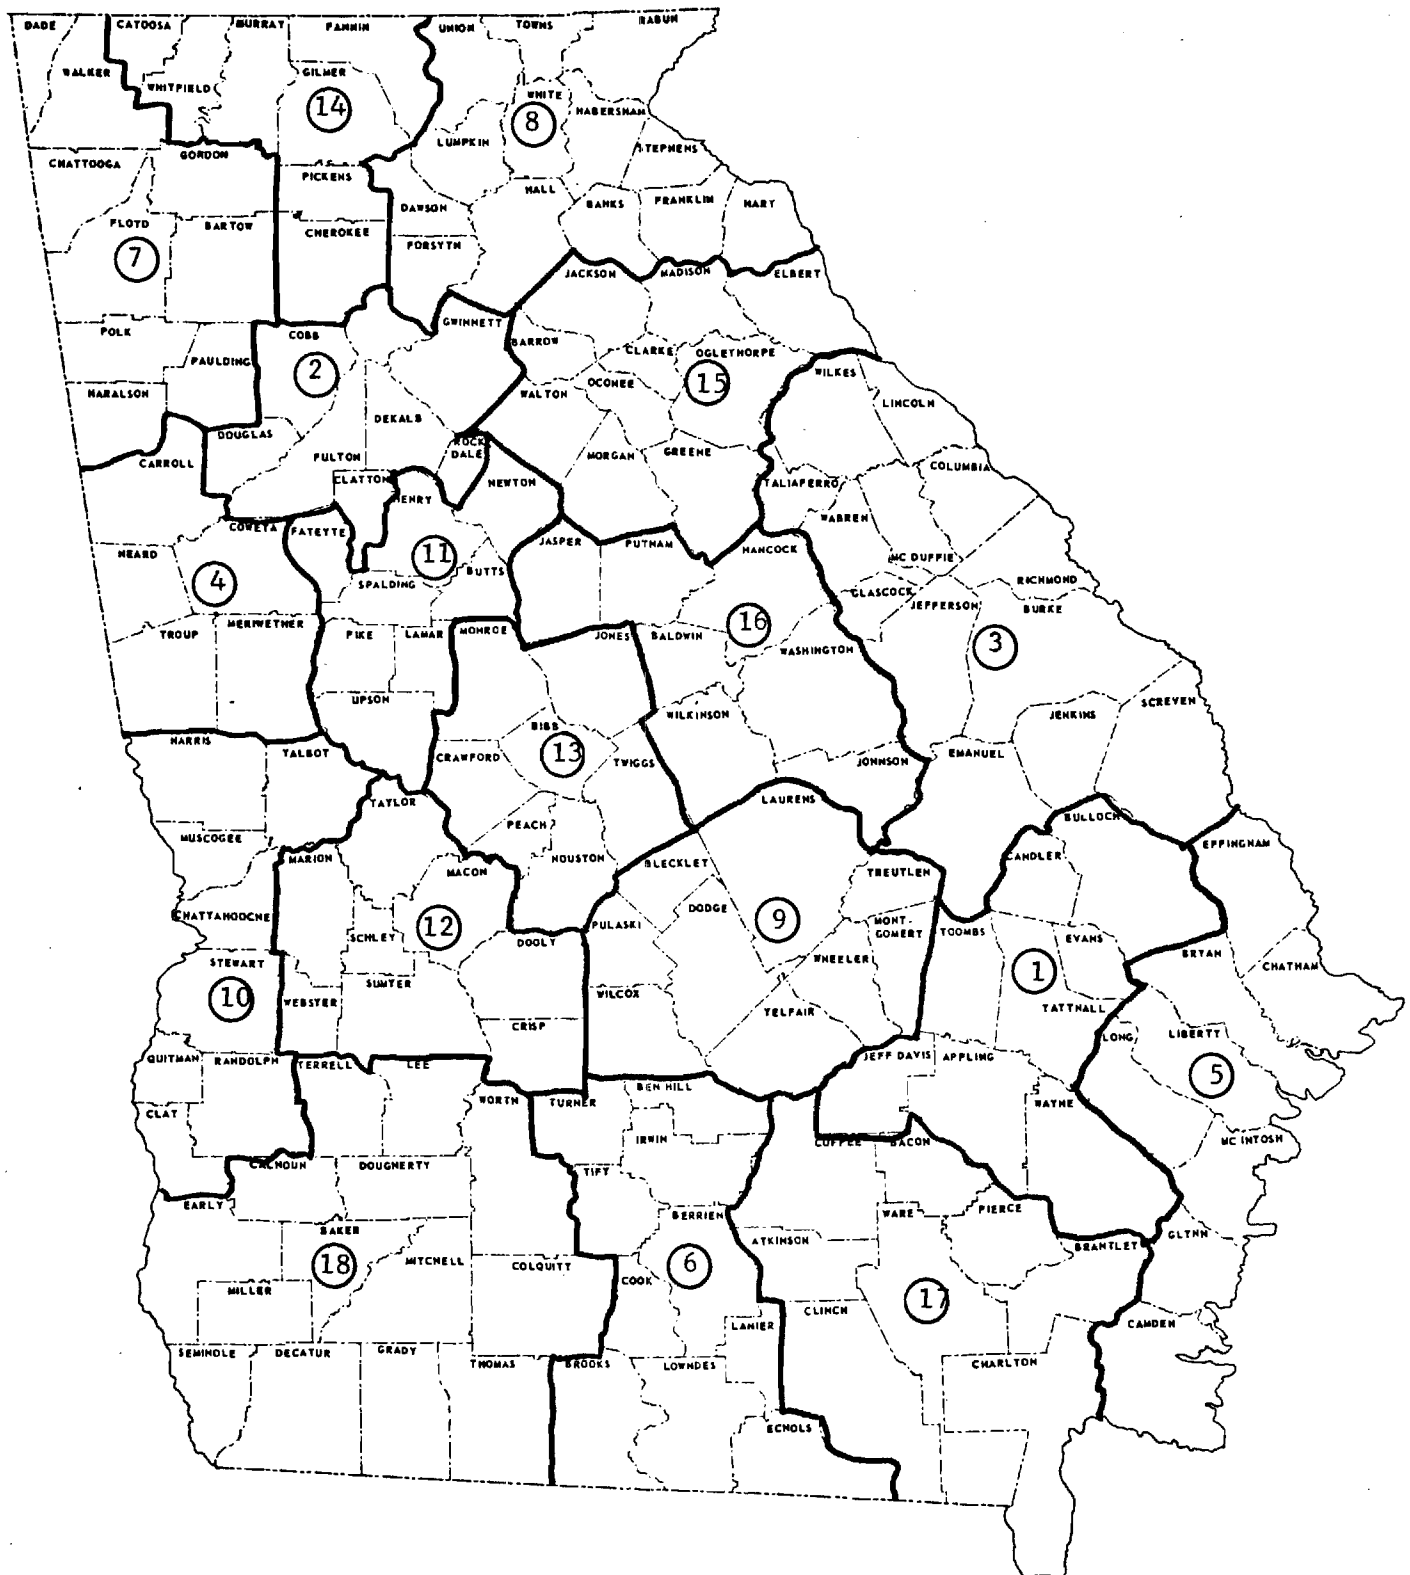 DADE CATOOSA MURRAY FANNIN UNION TOWNS RABUN
WALKER WHITFIELD GILMER WHITE HABERSHAM
14
8
LUMPKIN STEPHENS
CHATTOOGA GORDON PICKENS HALL BANKS FRANKLIN HART
DAWSON
FLOYD BARTOW CHEROKEE FORSYTH
7
JACKSON MADISON ELBERT
POLK COBB GWINNETT BARROW
PAULDING CLARKE OGLETHORPE
2
15
OCONEE WILKES
HARALSON WALTON LINCOLN
DEKALB
DOUGLAS ROCK
DALE
CARROLL FULTON MORGAN GREENE COLUMBIA
CLAYTON NEWTON TALIAFERRO
HENRY
WARREN
COWETA FAYETTE JASPER PUTNAM HANCOCK
HEARD MC DUFFIE
11
BUTTS
4
SPALDING GLASCOCK RICHMOND
JEFFERSON BURKE
TROUP MERIWETHER PIKE LAMAR MONROE JONES BALDWIN
16
WASHINGTON
3
UPSON WILKINSON JENKINS SCREVEN
HARRIS TALBOT BIBB
13
CRAWFORD TWIGGS JOHNSON EMANUEL
TAYLOR LAURENS
MUSCOGEE PEACH BULLOCH
MARION HOUSTON BLECKLEY CANDLER EFFINGHAM
MACON TREUTLEN
CHATTAHOOCHE DODGE
9
12
SCHLEY DOOLY PULASKI MONT-
GOMERY TOOMBS EVANS BRYAN
STEWART WHEELER CHATHAM
SUMTER
1
10
WEBSTER WILCOX TATTNALL
CRISP TELFAIR
LONG LIBERTY
QUITMAN RANDOLPH TERRELL LEE JEFF DAVIS APPLING
5
BEN HILL
CLAY WORTH TURNER WAYNE
IRWIN COFFEE BACON MC INTOSH
CALHOUN DOUGHERTY TIFT
EARLY PIERCE
BERRIEN WARE
BAKER ATKINSON BRANTLEY GLYNN
18
MITCHELL COLQUITT COOK
6
MILLER CLINCH
17
LANIER CAMDEN
SEMINOLE DECATUR GRADY THOMAS BROOKS LOWNDES CHARLTON
ECHOLS